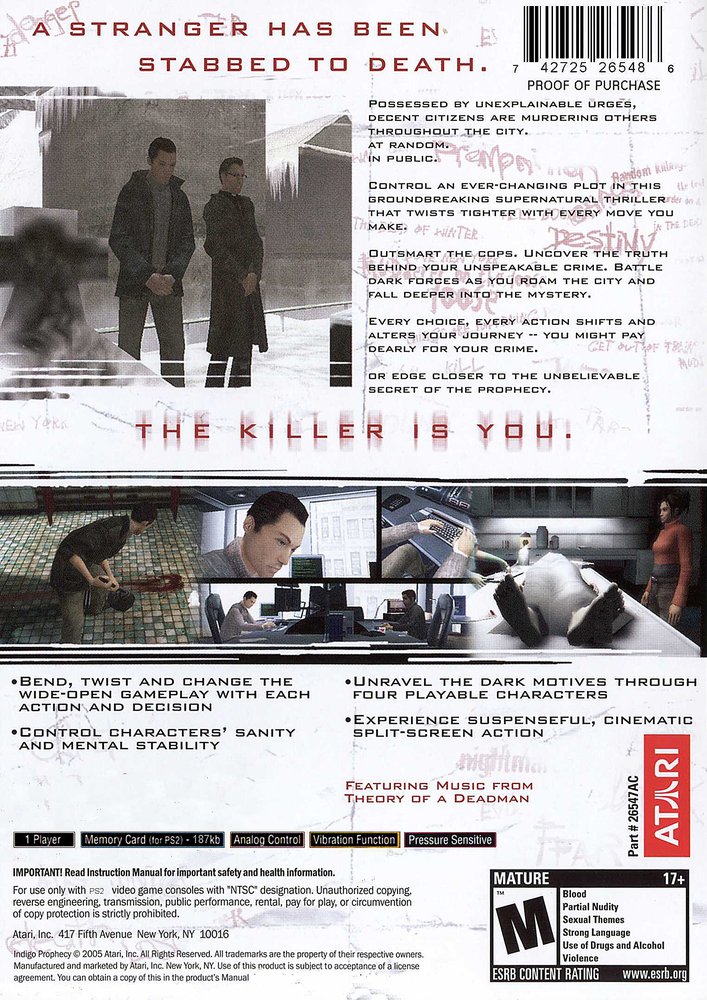 A STRANGER HAS BEEN
STABBED TO DEATH.
7 42725 26548 6
PROOF OF PURCHASE
POSSESSED BY UNEXPLAINABLE URGES,
DECENT CITIZENS ARE MURDERING OTHERS
THROUGHOUT THE CITY.
AT RANDOM.
IN PUBLIC.
CONTROL AN EVER-CHANGING PLOT IN THIS
GROUNDBREAKING SUPERNATURAL THRILLER
THAT TWISTS TIGHTER WITH EVERY MOVE YOU
MAKE.
OUTSMART THE COPS. UNCOVER THE TRUTH
BEHIND YOUR UNSPEAKABLE CRIME. BATTLE
DARK FORCES AS YOU ROAM THE CITY AND
FALL DEEPER INTO THE MYSTERY.
EVERY CHOICE, EVERY ACTION SHIFTS AND
ALTERS YOUR JOURNEY -- YOU MIGHT PAY
DEARLY FOR YOUR CRIME.
OR EDGE CLOSER TO THE UNBELIEVABLE
SECRET OF THE PROPHECY.
Random killing
DESTINY
OF WINTER
loose
KILL
GET OUT OF
NEW YORK
THE KILLER IS YOU.
•BEND, TWIST AND CHANGE THE
WIDE-OPEN GAMEPLAY WITH EACH
ACTION AND DECISION
•CONTROL CHARACTERS' SANITY
AND MENTAL STABILITY
•UNRAVEL THE DARK MOTIVES THROUGH
FOUR PLAYABLE CHARACTERS
•EXPERIENCE SUSPENSEFUL, CINEMATIC
SPLIT-SCREEN ACTION
FEATURING MUSIC FROM
THEORY OF A DEADMAN
Part # 26547AC
ATARI
1 Player
Memory Card (for PS2) - 187kb
Analog Control
Vibration Function
Pressure Sensitive
IMPORTANT! Read Instruction Manual for important safety and health information.
For use only with PS2 video game consoles with "NTSC" designation. Unauthorized copying,
reverse engineering, transmission, public performance, rental, pay for play, or circumvention
of copy protection is strictly prohibited.
Atari, Inc. 417 Fifth Avenue New York, NY 10016
Indigo Prophecy © 2005 Atari, Inc. All Rights Reserved. All trademarks are the property of their respective owners.
Manufactured and marketed by Atari, Inc. New York, NY. Use of this product is subject to acceptance of a license
agreement. You can obtain a copy of this in the product's Manual
MATURE 17+
M
Blood
Partial Nudity
Sexual Themes
Strong Language
Use of Drugs and Alcohol
Violence
ESRB CONTENT RATING www.esrb.org